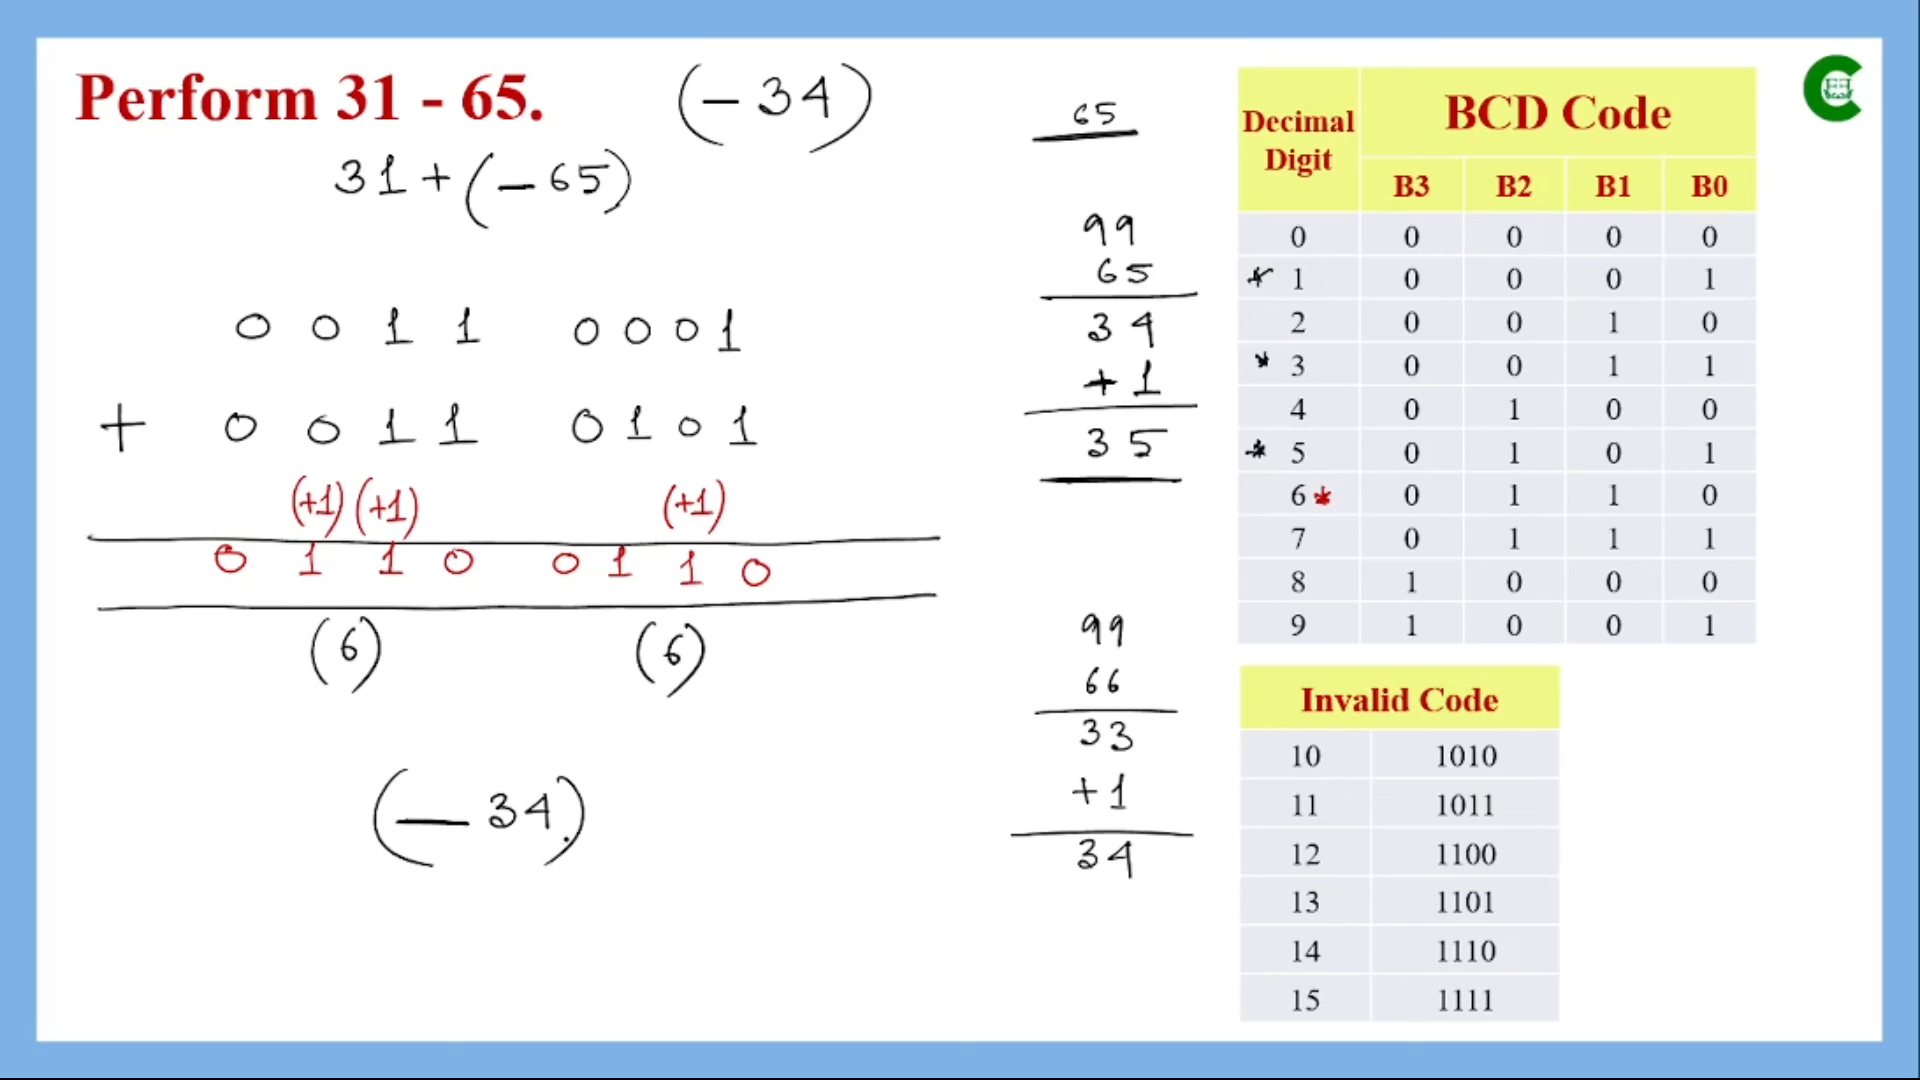 Perform 31 - 65.
(-34)
31+(-65)
0 0 1 1 0 0 0 1
+ 0 0 1 1 0 1 0 1
(+1) (+1) (+1)
0 1 1 0 0 1 1 0
(6) (6)
(-34)
65
99
65
34
+1
35
99
66
33
+1
34
Decimal Digit BCD Code
B3 B2 B1 B0
0 0 0 0 0
* 1 0 0 0 1
2 0 0 1 0
* 3 0 0 1 1
4 0 1 0 0
* 5 0 1 0 1
6 * 0 1 1 0
7 0 1 1 1
8 1 0 0 0
9 1 0 0 1
Invalid Code
10 1010
11 1011
12 1100
13 1101
14 1110
15 1111
C